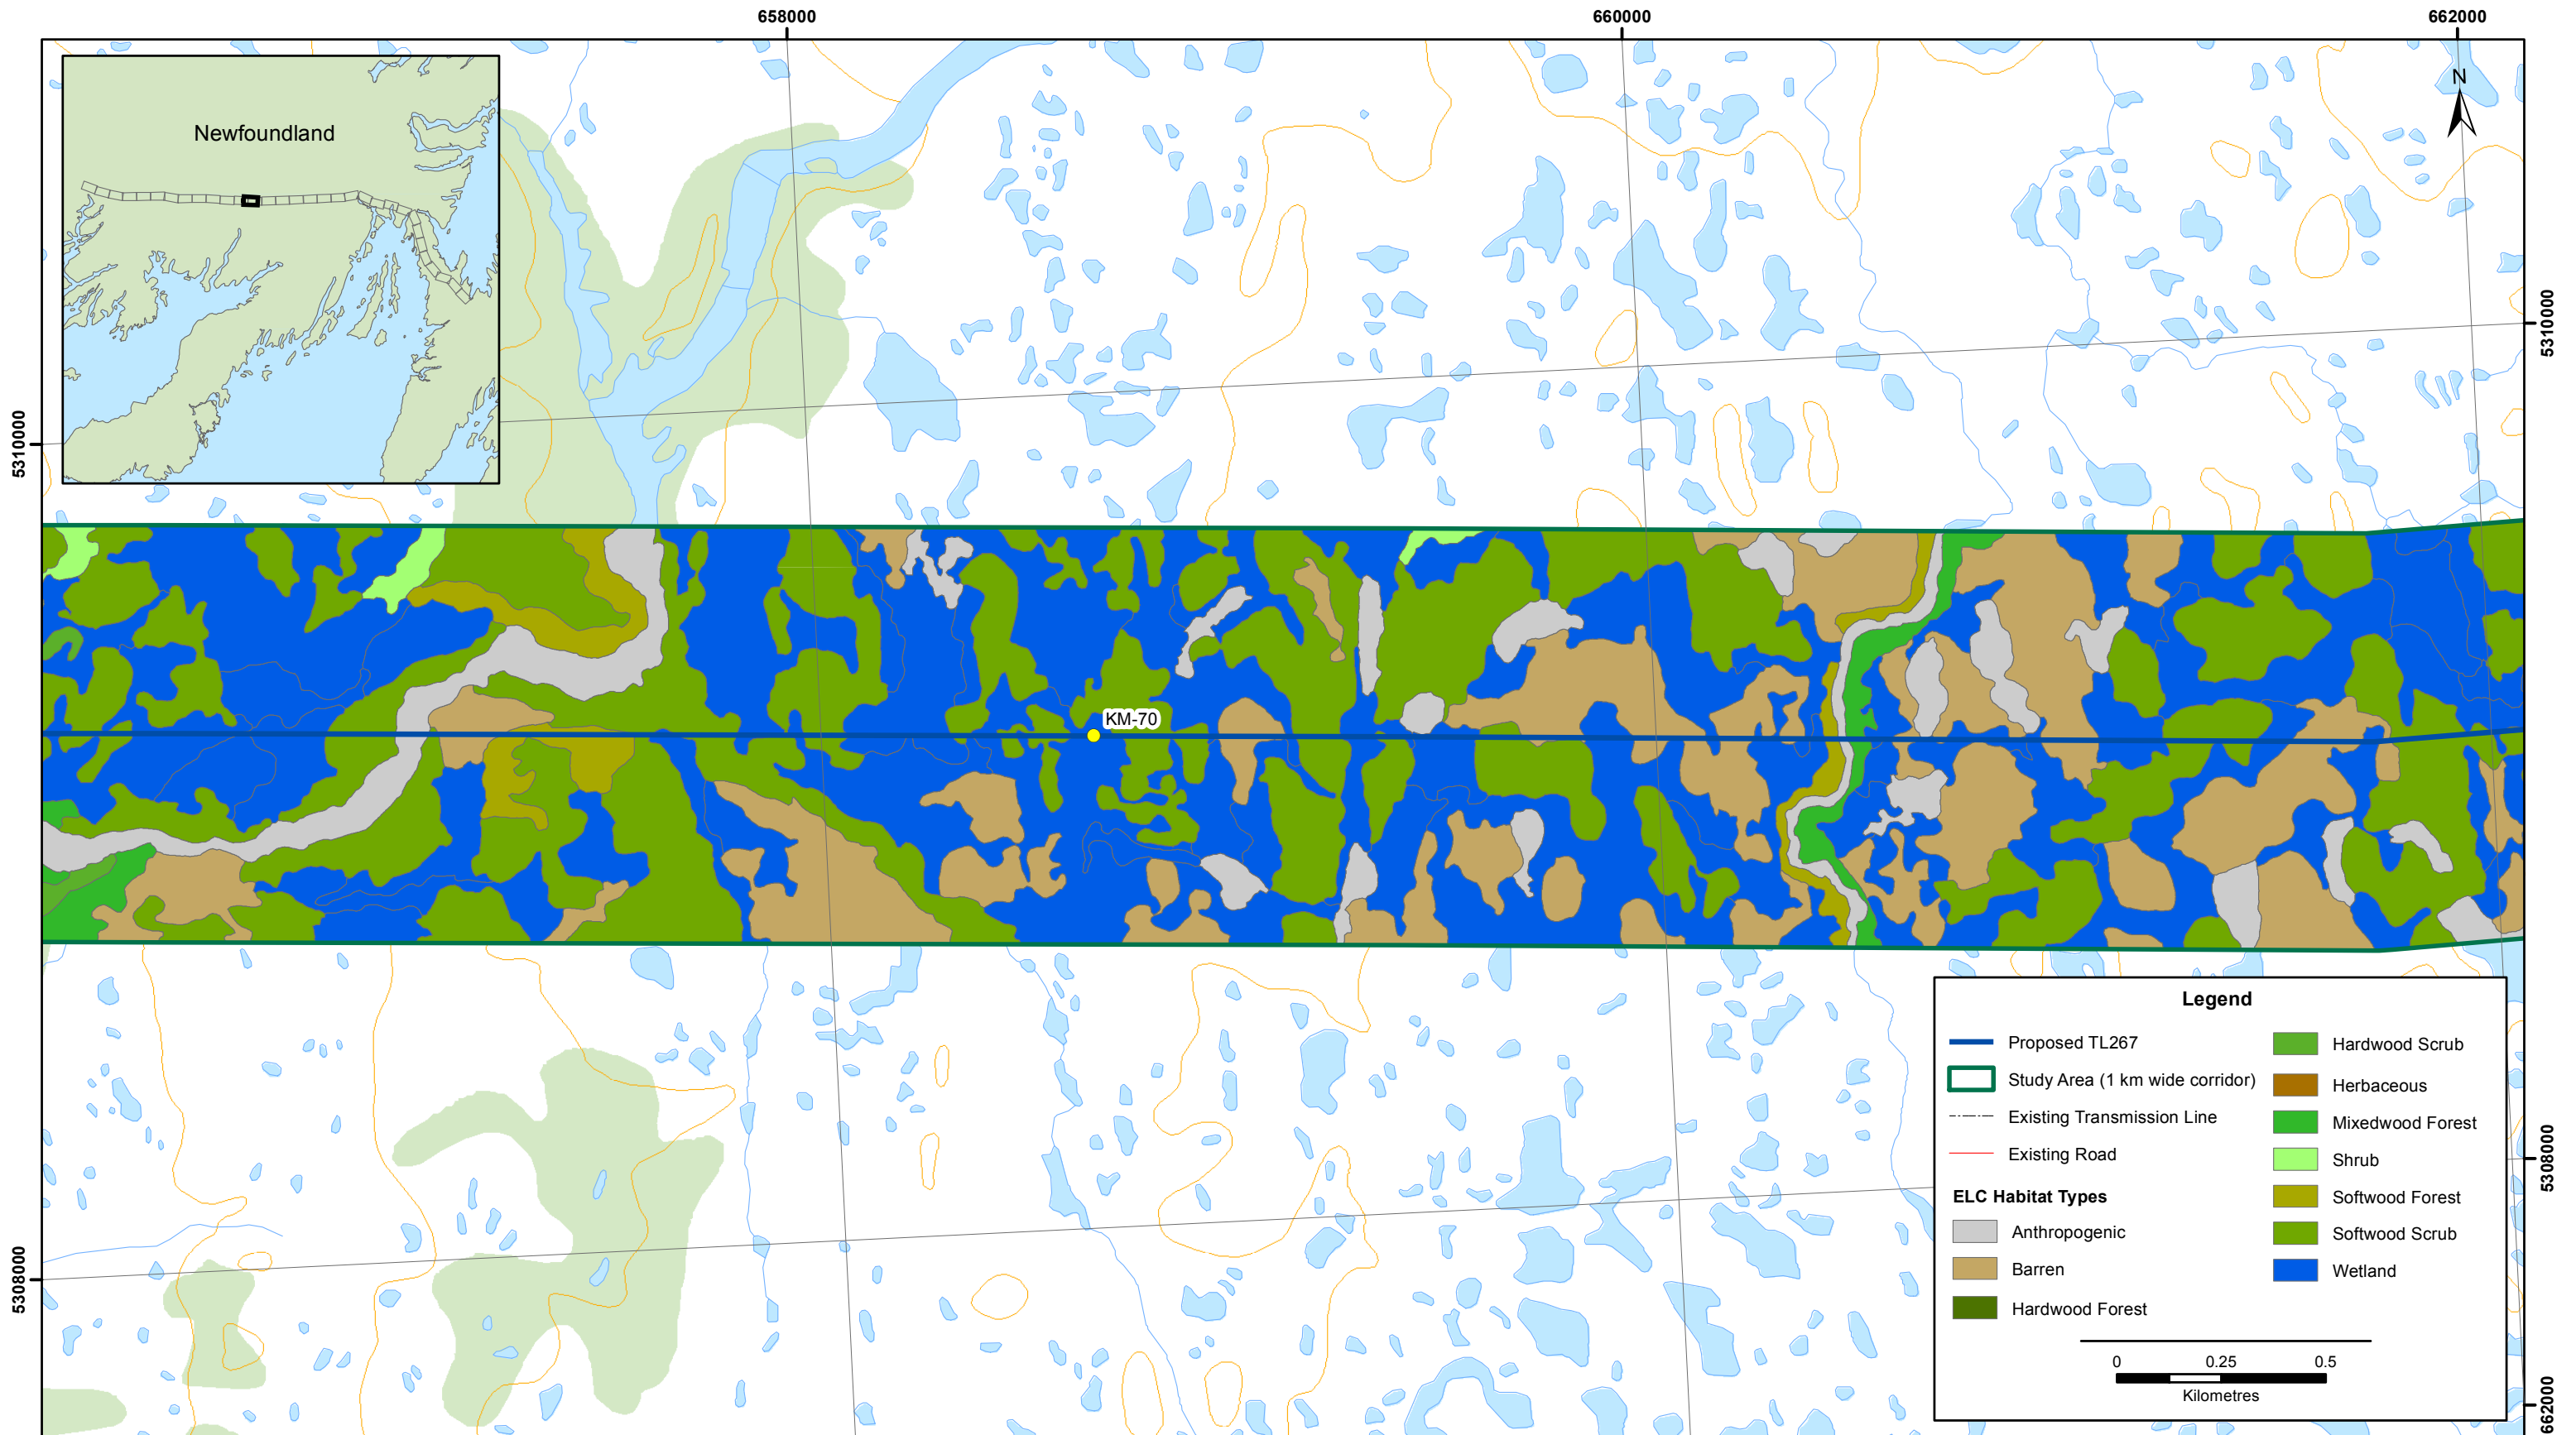 658000
660000
662000
N
Newfoundland
5310000
5310000
KM-70
5308000
5308000
662000
Legend
Proposed TL267
Study Area (1 km wide corridor)
Existing Transmission Line
Existing Road
ELC Habitat Types
Anthropogenic
Barren
Hardwood Forest
Hardwood Scrub
Herbaceous
Mixedwood Forest
Shrub
Softwood Forest
Softwood Scrub
Wetland
0 0.25 0.5
Kilometres